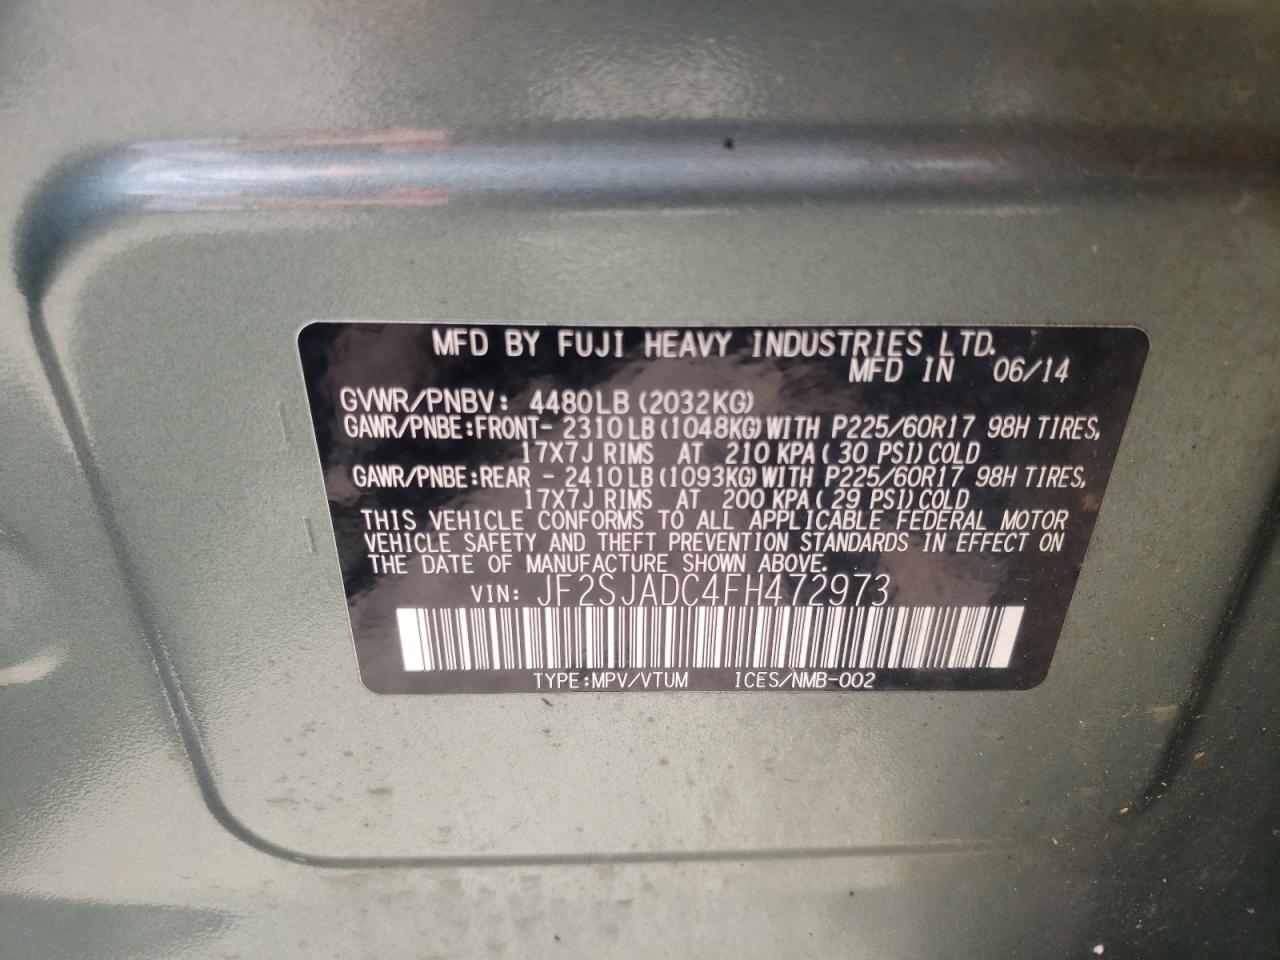 MFD BY FUJI HEAVY INDUSTRIES LTD.
MFD IN 06/14
GVWR/PNBV: 4480LB(2032KG)
GAWR/PNBE:FRONT- 2310LB(1048KG)WITH P225/60R17 98H TIRES,
17X7J RIMS AT 210 KPA( 30 PSI)COLD
GAWR/PNBE:REAR - 2410LB(1093KG)WITH P225/60R17 98H TIRES,
17X7J RIMS AT 200 KPA( 29 PSI)COLD
THIS VEHICLE CONFORMS TO ALL APPLICABLE FEDERAL MOTOR
VEHICLE SAFETY AND THEFT PREVENTION STANDARDS IN EFFECT ON
THE DATE OF MANUFACTURE SHOWN ABOVE.
VIN: JF2SJADC4FH472973
TYPE:MPV/VTUM ICES/NMB-002